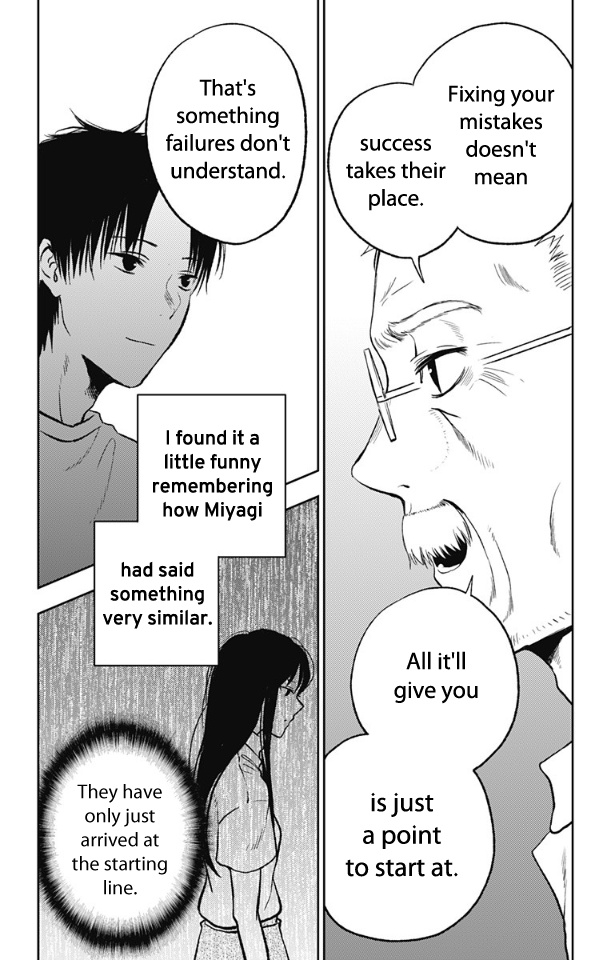 Fixing your
mistakes
doesn't
mean
success
takes their
place.
All it'll
give you
is just
a point
to start at.
That's
something
failures don't
understand.
I found it a
little funny
remembering
how Miyagi
had said
something
very similar.
They have
only just
arrived at
the starting
line.